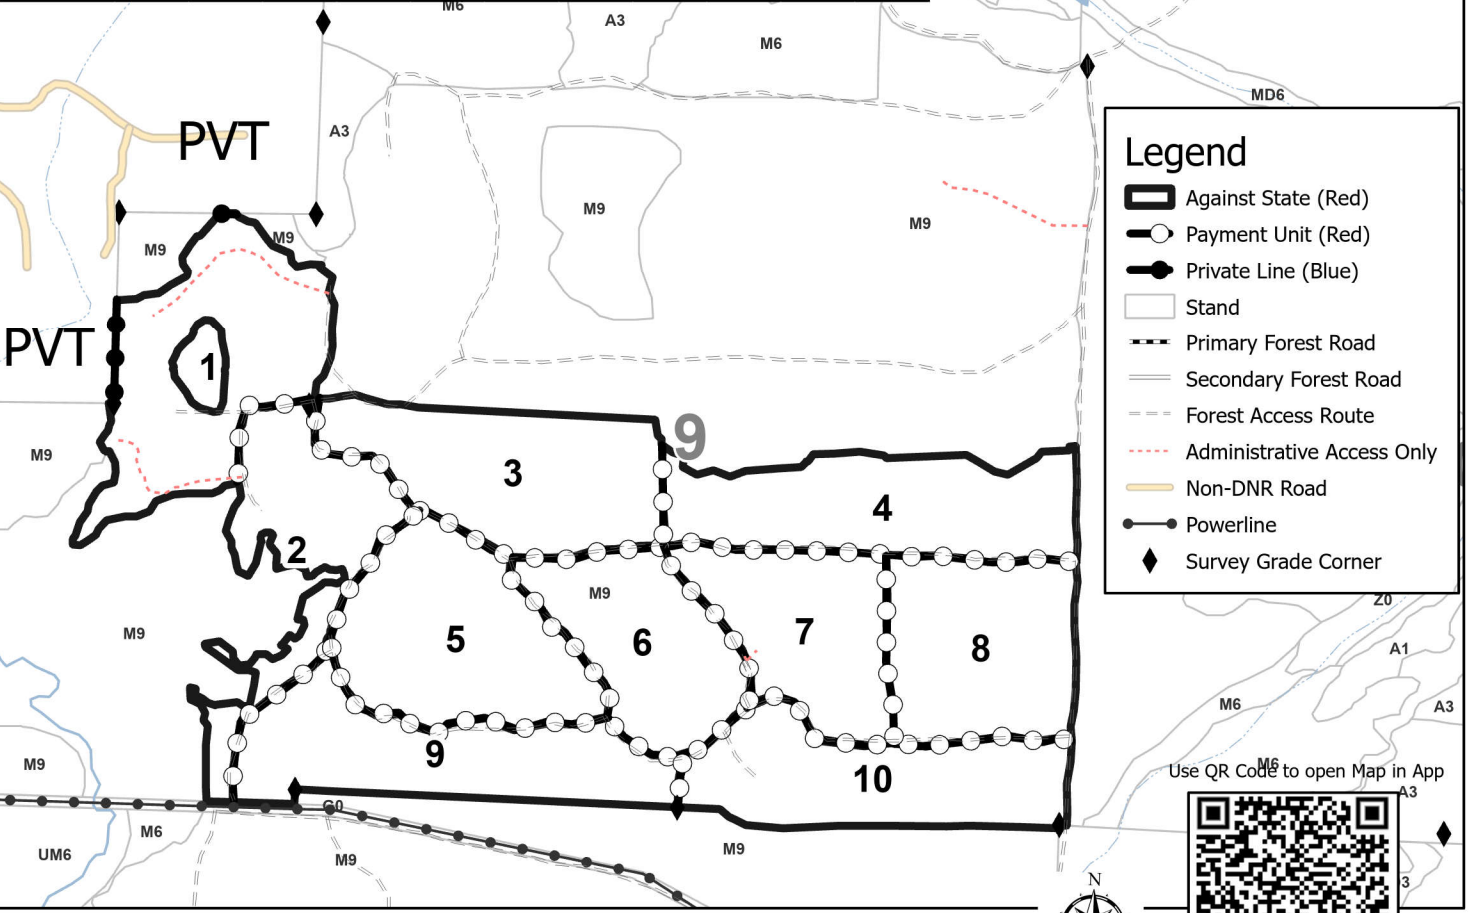 M6
A3
M6
MD6
PVT
A3
Legend
Against State (Red)
Payment Unit (Red)
Private Line (Blue)
Stand
Primary Forest Road
Secondary Forest Road
Forest Access Route
Administrative Access Only
Non-DNR Road
Powerline
Survey Grade Corner
M9
M9
M9
M9
PVT
1
9
M9
3
4
2
M9
M9
5
6
7
8
Z0
A1
M6
A3
9
10
M9
M6
Use QR Code to open Map in App
A3
G0
M6
UM6
M9
M9
N